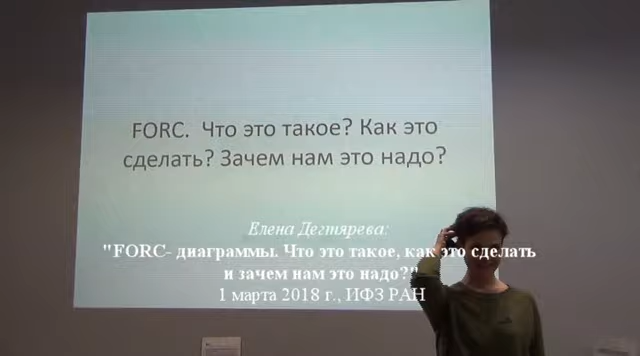 FORC. Что это такое? Как это
сделать? Зачем нам это надо?
Елена Дегтярева:
"FORC- диаграммы. Что это такое, как это сделать
и зачем нам это надо?"
1 марта 2018 г., ИФЗ РАН